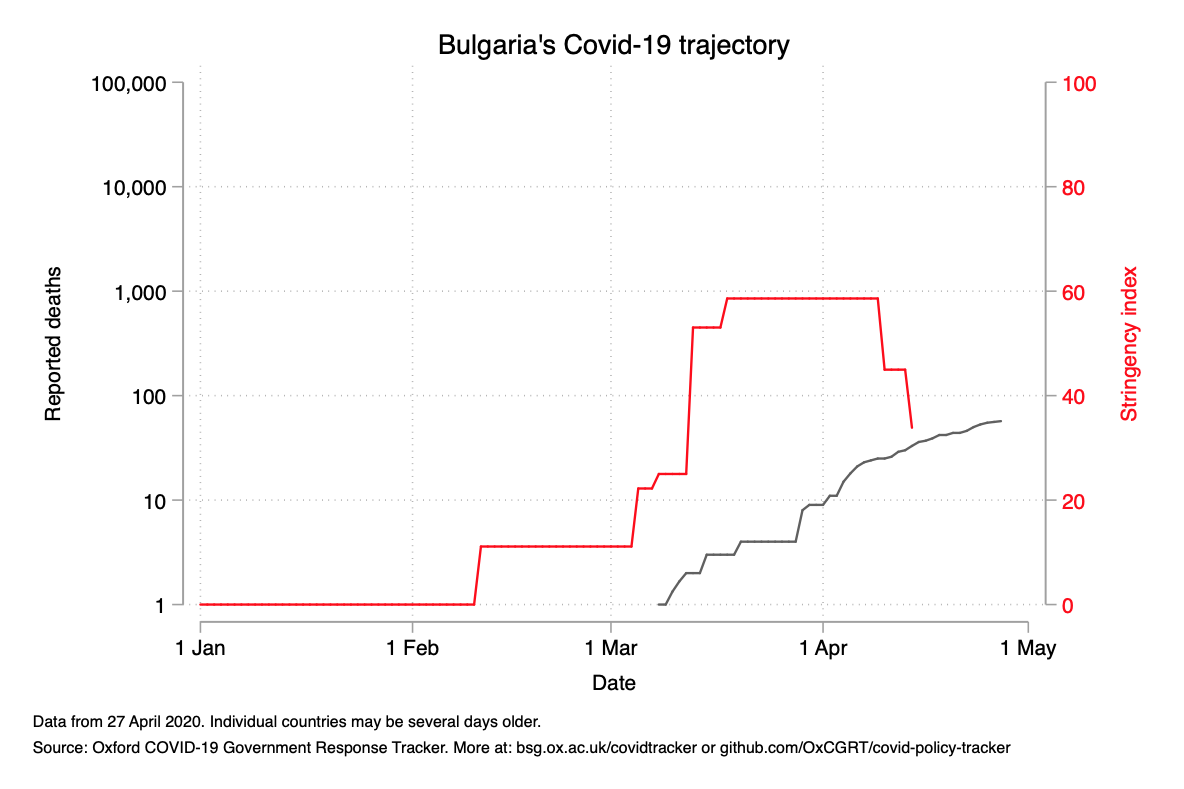 Bulgaria's Covid-19 trajectory
100,000
10,000
1,000
100
10
1
Reported deaths
100
80
60
40
20
0
Stringency index
1 Jan
1 Feb
1 Mar
1 Apr
1 May
Date
Data from 27 April 2020. Individual countries may be several days older.
Source: Oxford COVID-19 Government Response Tracker. More at: bsg.ox.ac.uk/covidtracker or github.com/OxCGRT/covid-policy-tracker